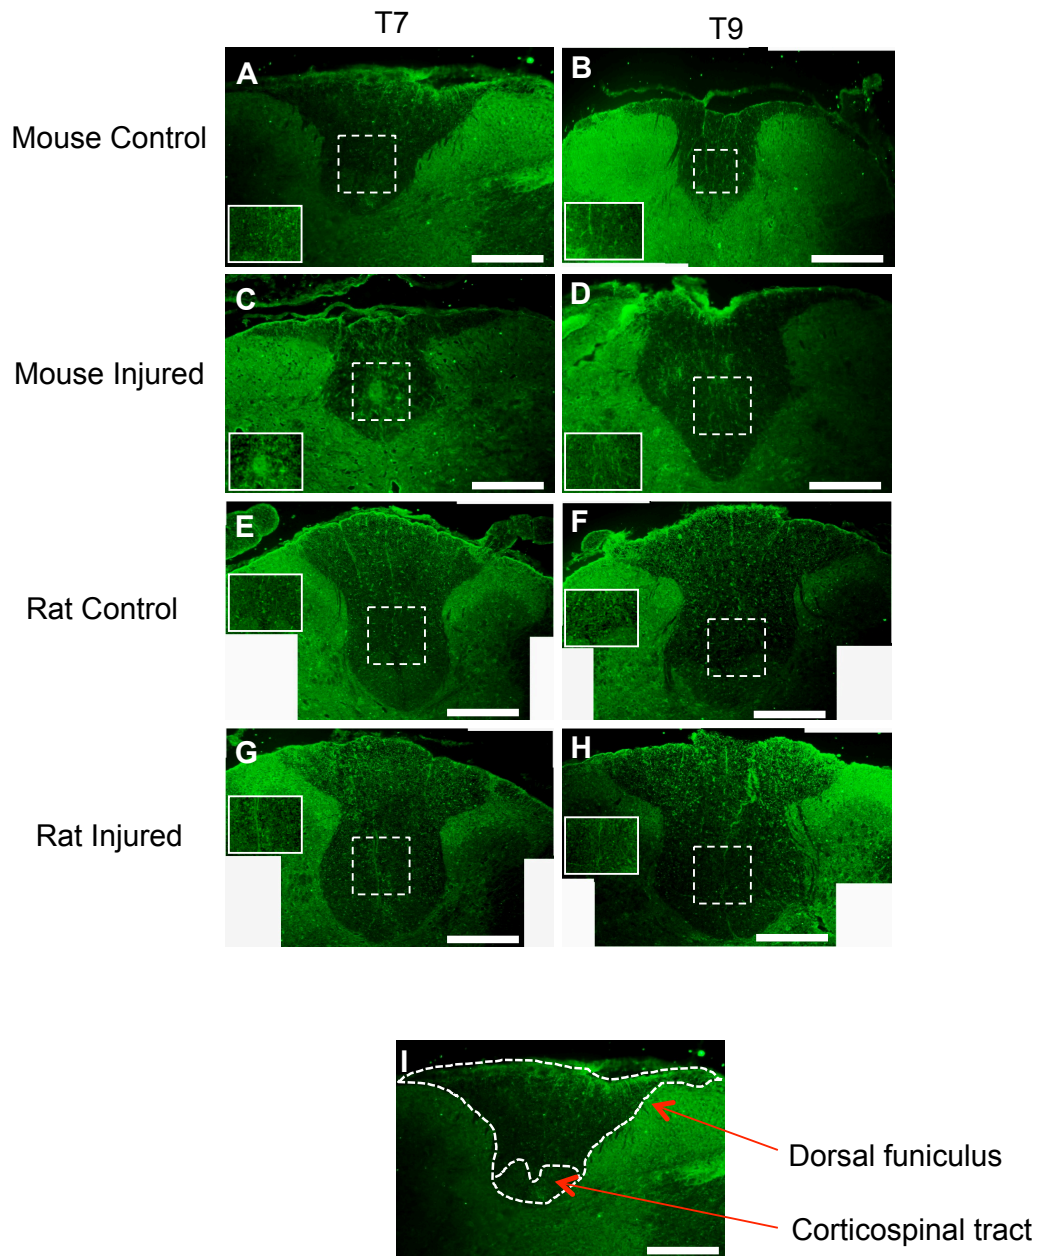 T7 T9
A B
Mouse Control
C D
Mouse Injured
E F
Rat Control
G H
Rat Injured
I
Dorsal funiculus
Corticospinal tract